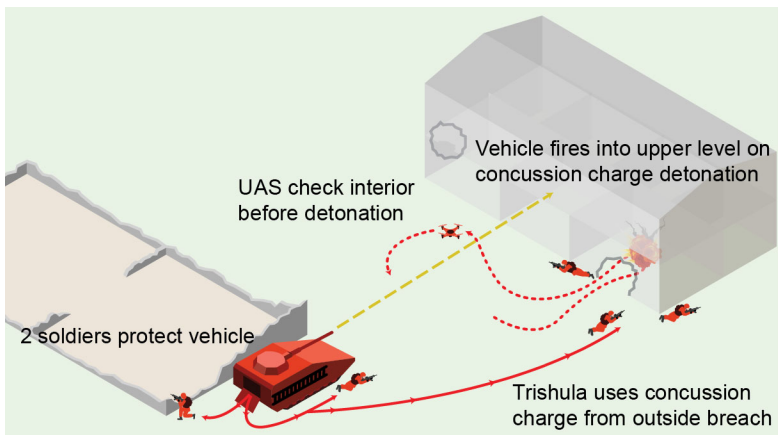 Vehicle fires into upper level on
concussion charge detonation
UAS check interior
before detonation
2 soldiers protect vehicle
Trishula uses concussion
charge from outside breach